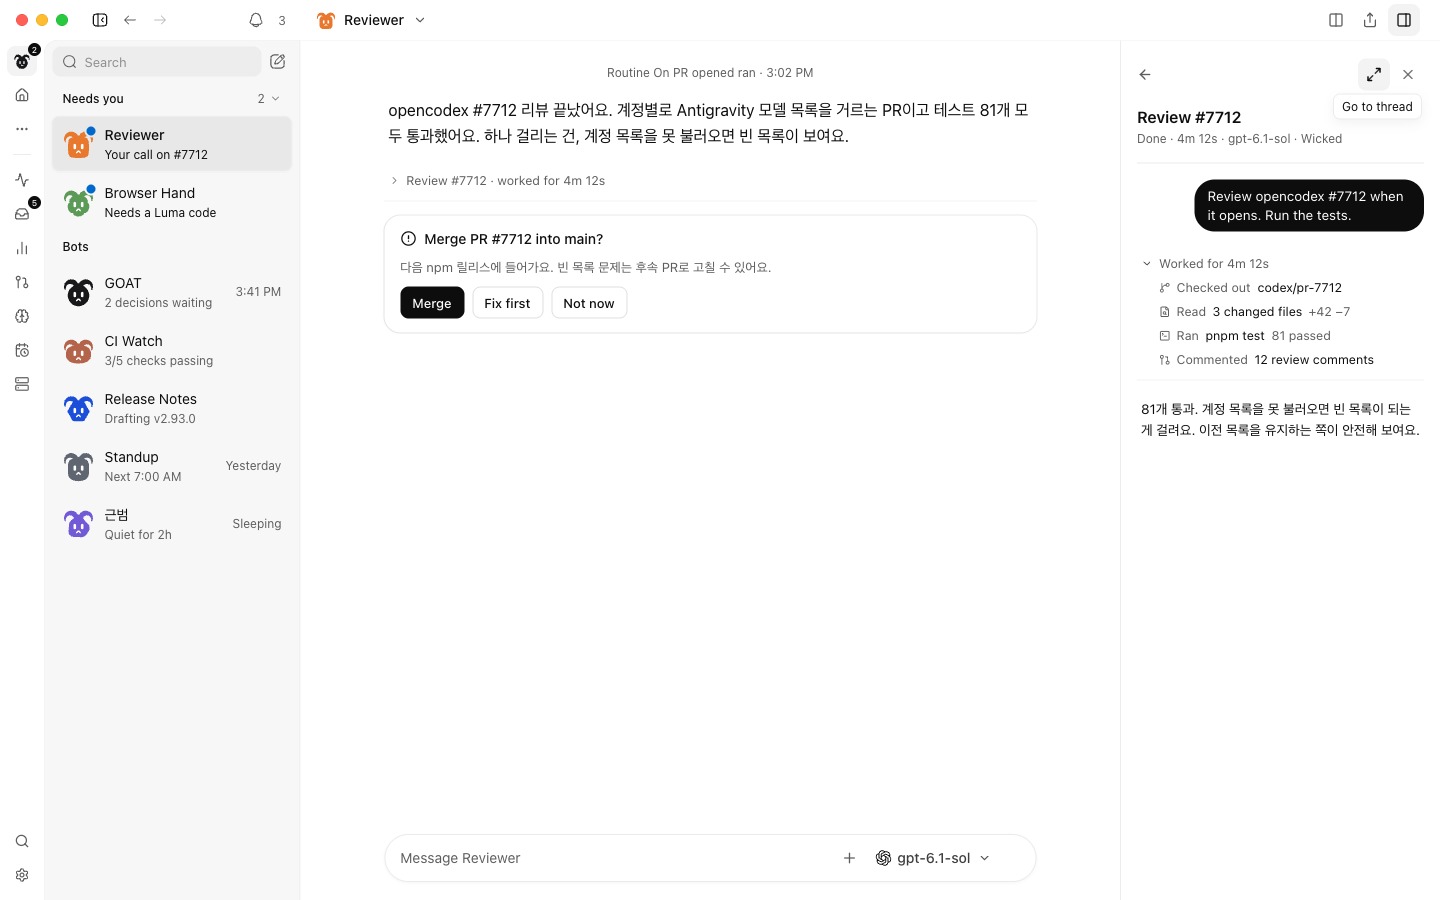 3
Reviewer
2
Search
Needs you
2
Reviewer
Your call on #7712
Browser Hand
Needs a Luma code
5
Bots
GOAT
2 decisions waiting
3:41 PM
CI Watch
3/5 checks passing
Release Notes
Drafting v2.93.0
Standup
Next 7:00 AM
Yesterday
근범
Quiet for 2h
Sleeping
Routine On PR opened ran · 3:02 PM
opencodex #7712 리뷰 끝났어요. 계정별로 Antigravity 모델 목록을 거르는 PR이고 테스트 81개 모
두 통과했어요. 하나 걸리는 건, 계정 목록을 못 불러오면 빈 목록이 보여요.
Review #7712 · worked for 4m 12s
Merge PR #7712 into main?
다음 npm 릴리스에 들어가요. 빈 목록 문제는 후속 PR로 고칠 수 있어요.
Merge
Fix first
Not now
Message Reviewer
gpt-6.1-sol
Go to thread
Review #7712
Done · 4m 12s · gpt-6.1-sol · Wicked
Review opencodex #7712 when
it opens. Run the tests.
Worked for 4m 12s
Checked out codex/pr-7712
Read 3 changed files +42 −7
Ran pnpm test 81 passed
Commented 12 review comments
81개 통과. 계정 목록을 못 불러오면 빈 목록이 되는
게 걸려요. 이전 목록을 유지하는 쪽이 안전해 보여요.